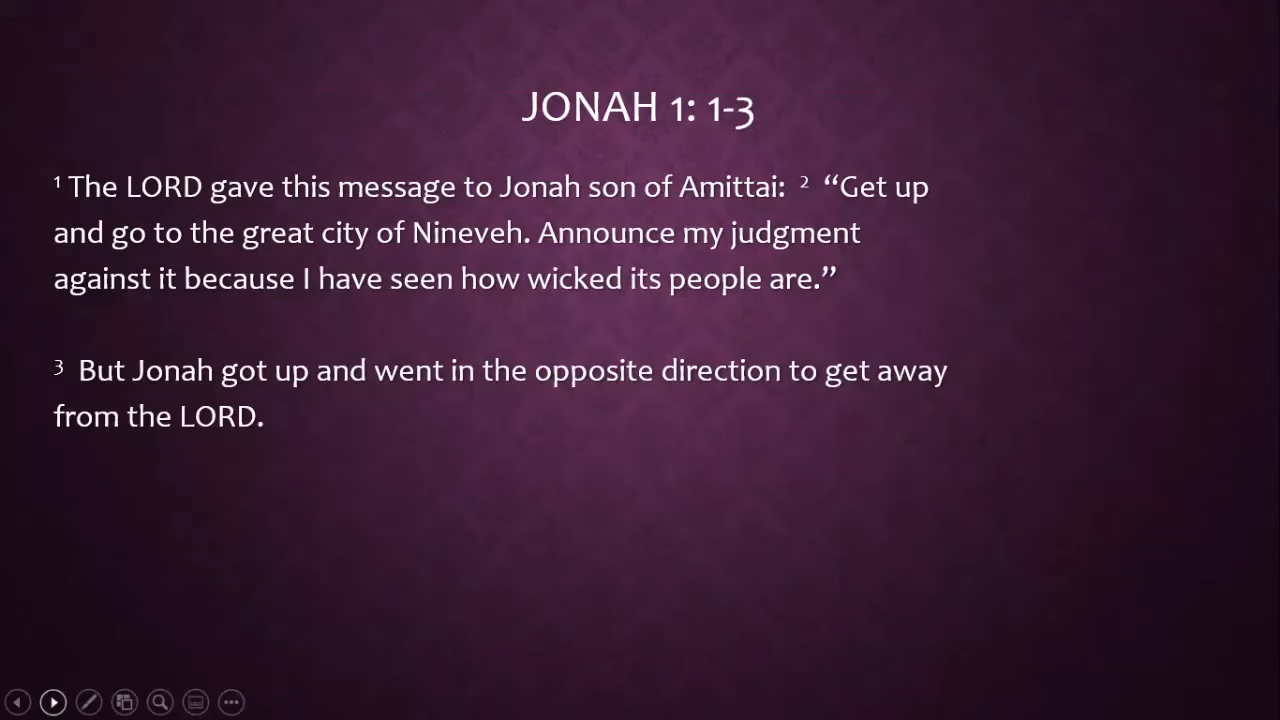 JONAH 1: 1-3
1 The LORD gave this message to Jonah son of Amittai: 2 “Get up
and go to the great city of Nineveh. Announce my judgment
against it because I have seen how wicked its people are.”
3 But Jonah got up and went in the opposite direction to get away
from the LORD.